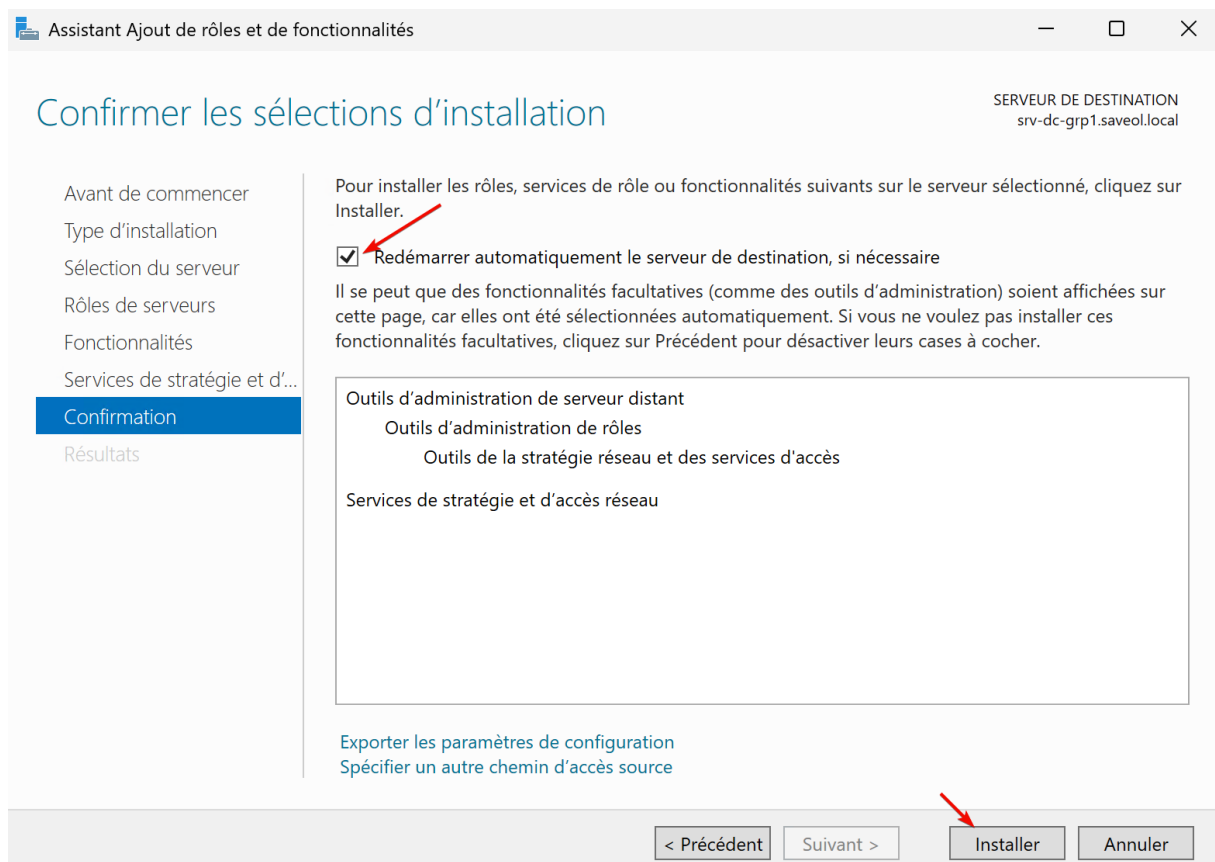 Assistant Ajout de rôles et de fonctionnalités
Confirmer les sélections d’installation
SERVEUR DE DESTINATION
srv-dc-grp1.saveol.local
Avant de commencer
Type d’installation
Sélection du serveur
Rôles de serveurs
Fonctionnalités
Services de stratégie et d’...
Confirmation
Résultats
Pour installer les rôles, services de rôle ou fonctionnalités suivants sur le serveur sélectionné, cliquez sur
Installer.
Redémarrer automatiquement le serveur de destination, si nécessaire
Il se peut que des fonctionnalités facultatives (comme des outils d’administration) soient affichées sur
cette page, car elles ont été sélectionnées automatiquement. Si vous ne voulez pas installer ces
fonctionnalités facultatives, cliquez sur Précédent pour désactiver leurs cases à cocher.
Outils d’administration de serveur distant
Outils d’administration de rôles
Outils de la stratégie réseau et des services d'accès
Services de stratégie et d’accès réseau
Exporter les paramètres de configuration
Spécifier un autre chemin d’accès source
< Précédent
Suivant >
Installer
Annuler